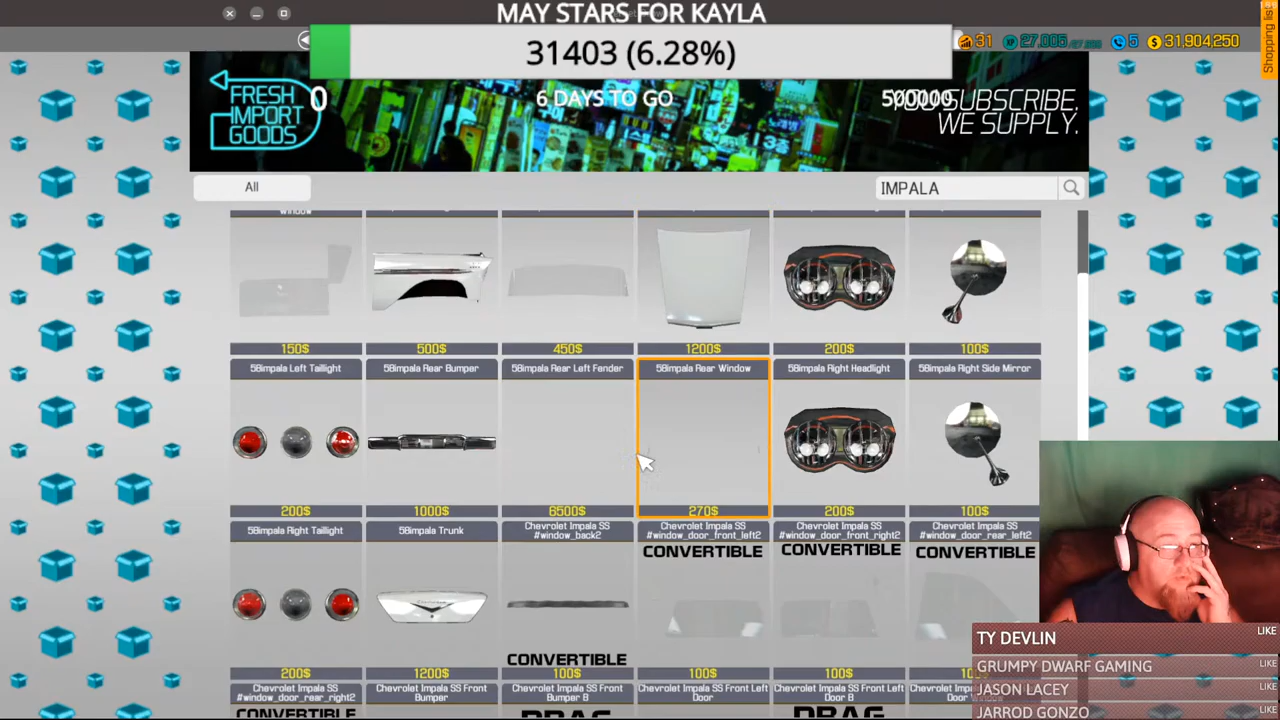 MAY STARS FOR KAYLA
31403 (6.28%)
0
6 DAYS TO GO
500000
31
27,005/
5
31,904,250
Shopping list
FRESH
IMPORT
GOODS
SUBSCRIBE.
WE SUPPLY.
All
IMPALA
window
150$
500$
450$
1200$
200$
100$
58impala Left Taillight
58impala Rear Bumper
58impala Rear Left Fender
58impala Rear Window
58impala Right Headlight
58impala Right Side Mirror
200$
1000$
6500$
270$
200$
100$
58impala Right Taillight
58impala Trunk
Chevrolet Impala SS
#window_back2
Chevrolet Impala SS
#window_door_front_left2
Chevrolet Impala SS
#window_door_front_right2
Chevrolet Impala SS
#window_door_rear_left2
CONVERTIBLE
CONVERTIBLE
CONVERTIBLE
CONVERTIBLE
200$
1200$
100$
100$
100$
Chevrolet Impala SS
#window_door_rear_right2
Chevrolet Impala SS Front
Bumper
Chevrolet Impala SS Front
Bumper B
Chevrolet Impala SS Front Left
Door
Chevrolet Impala SS Front Left
Door B
CONVERTIBLE
DRAG
DRAG
TY DEVLIN
LIKE
GRUMPY DWARF GAMING
LIKE
JASON LACEY
LIKE
JARROD GONZO
LIKE